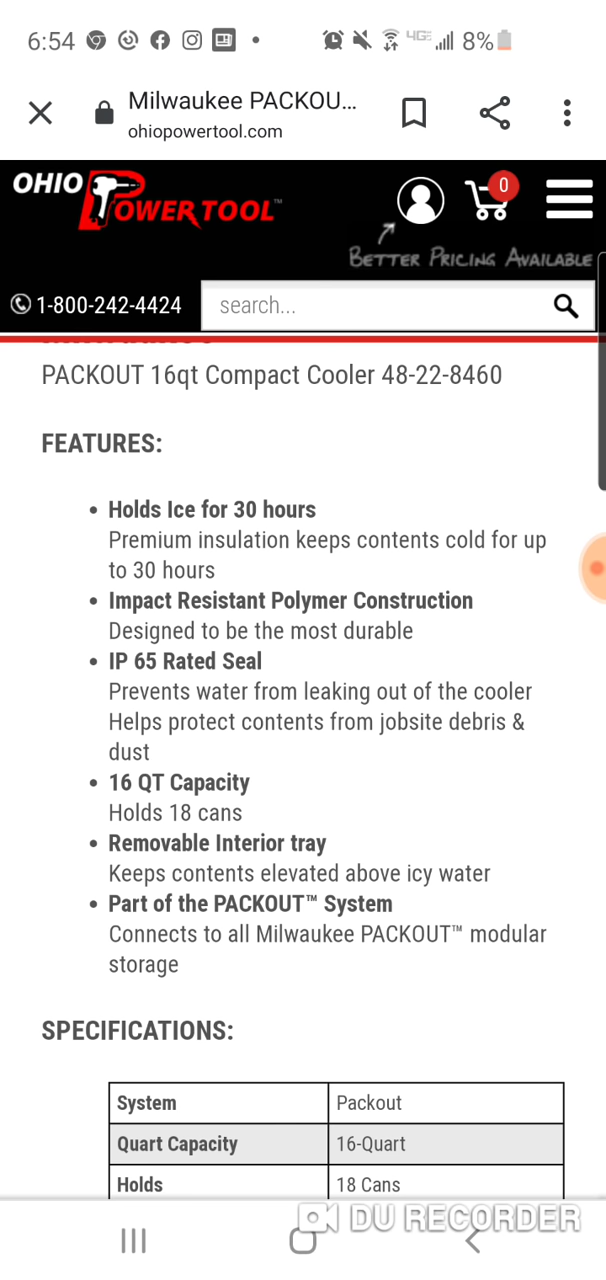 6:54
4GE 8%
Milwaukee PACKOU...
ohiopowertool.com
OHIO
POWER TOOL™
0
BETTER PRICING AVAILABLE
1-800-242-4424
search...
PACKOUT 16qt Compact Cooler 48-22-8460
FEATURES:
• Holds Ice for 30 hours
Premium insulation keeps contents cold for up
to 30 hours
• Impact Resistant Polymer Construction
Designed to be the most durable
• IP 65 Rated Seal
Prevents water from leaking out of the cooler
Helps protect contents from jobsite debris &
dust
• 16 QT Capacity
Holds 18 cans
• Removable Interior tray
Keeps contents elevated above icy water
• Part of the PACKOUT™ System
Connects to all Milwaukee PACKOUT™ modular
storage
SPECIFICATIONS:
System Packout
Quart Capacity 16-Quart
Holds 18 Cans
DU RECORDER